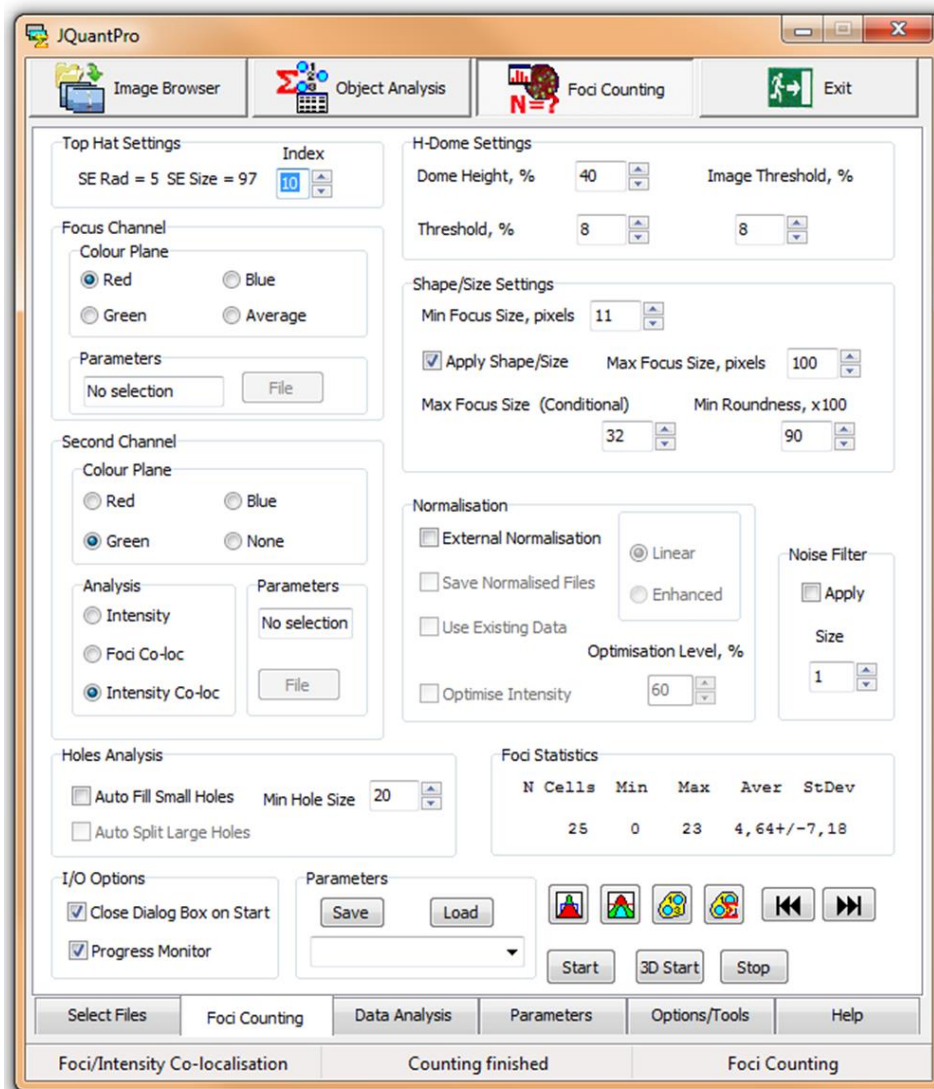 JQuantPro
Image Browser
Object Analysis
N=?
Foci Counting
Exit
Top Hat Settings
SE Rad = 5 SE Size = 97
Index
10
Focus Channel
Colour Plane
Red
Blue
Green
Average
Parameters
No selection
File
Second Channel
Colour Plane
Red
Blue
Green
None
Analysis
Intensity
Foci Co-loc
Intensity Co-loc
Parameters
No selection
File
H-Dome Settings
Dome Height, %
40
Image Threshold, %
Threshold, %
8
8
Shape/Size Settings
Min Focus Size, pixels
11
Apply Shape/Size
Max Focus Size, pixels
100
Max Focus Size (Conditional)
32
Min Roundness, x100
90
Normalisation
External Normalisation
Save Normalised Files
Use Existing Data
Optimise Intensity
Linear
Enhanced
Optimisation Level, %
60
Noise Filter
Apply
Size
1
Holes Analysis
Auto Fill Small Holes
Min Hole Size
20
Auto Split Large Holes
Foci Statistics
N Cells Min Max Aver StDev
25 0 23 4,64+/-7,18
I/O Options
Close Dialog Box on Start
Progress Monitor
Parameters
Save
Load
Start
3D Start
Stop
Select Files
Foci Counting
Data Analysis
Parameters
Options/Tools
Help
Foci/Intensity Co-localisation
Counting finished
Foci Counting